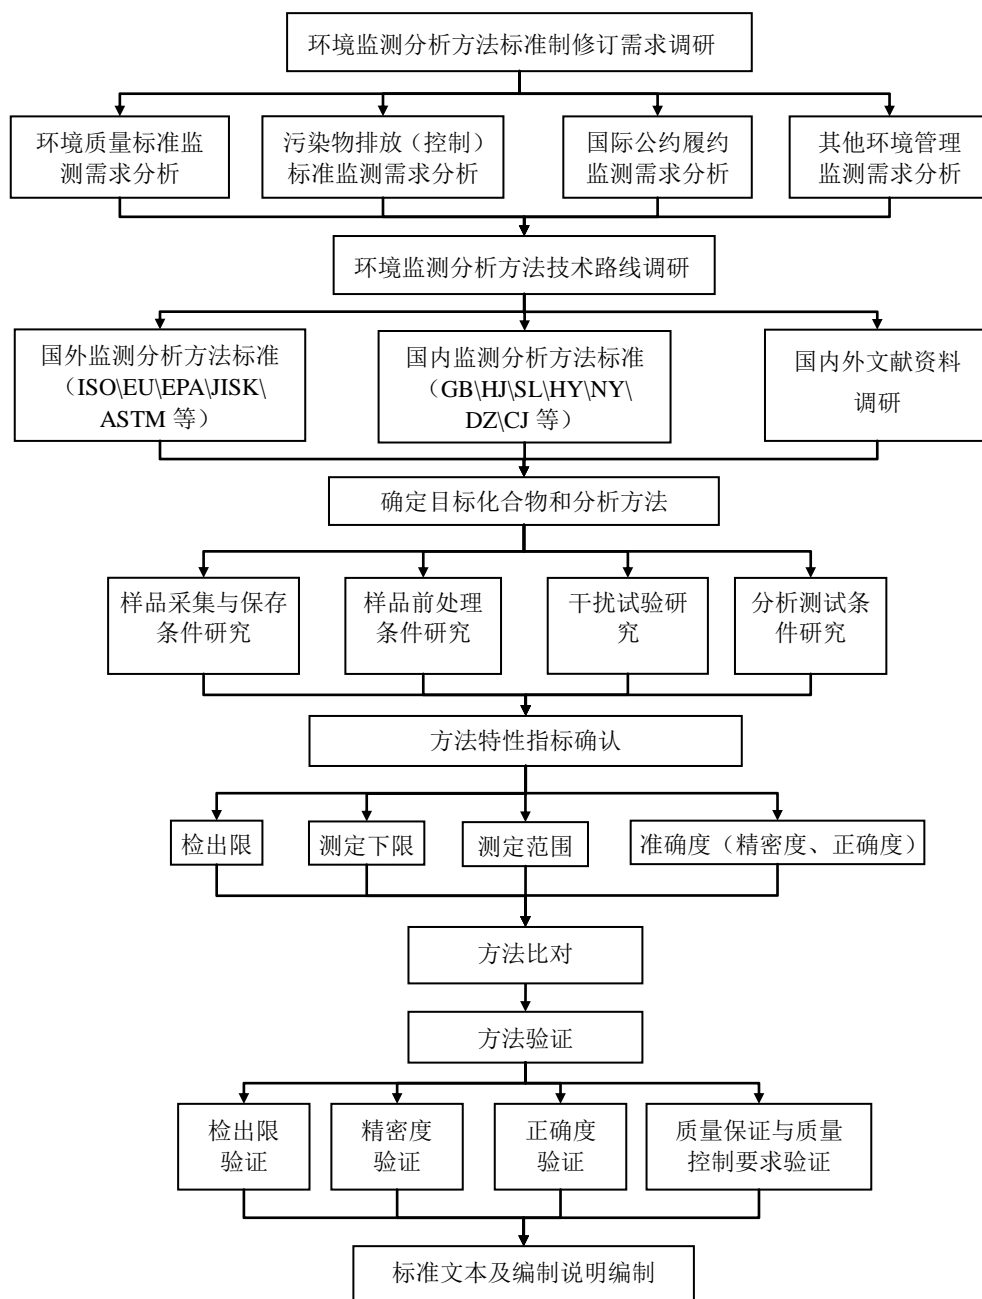 环境监测分析方法标准制修订需求调研
环境质量标准监
测需求分析
污染物排放（控制）
标准监测需求分析
国际公约履约
监测需求分析
其他环境管理
监测需求分析
环境监测分析方法技术路线调研
国外监测分析方法标准
（ISO\EU\EPA\JISK\
ASTM 等）
国内监测分析方法标准
（GB\HJ\SL\HY\NY\
DZ\CJ 等）
国内外文献资料
调研
确定目标化合物和分析方法
样品采集与保存
条件研究
样品前处理
条件研究
干扰试验研
究
分析测试条
件研究
方法特性指标确认
检出限
测定下限
测定范围
准确度（精密度、正确度）
方法比对
方法验证
检出限
验证
精密度
验证
正确度
验证
质量保证与质量
控制要求验证
标准文本及编制说明编制